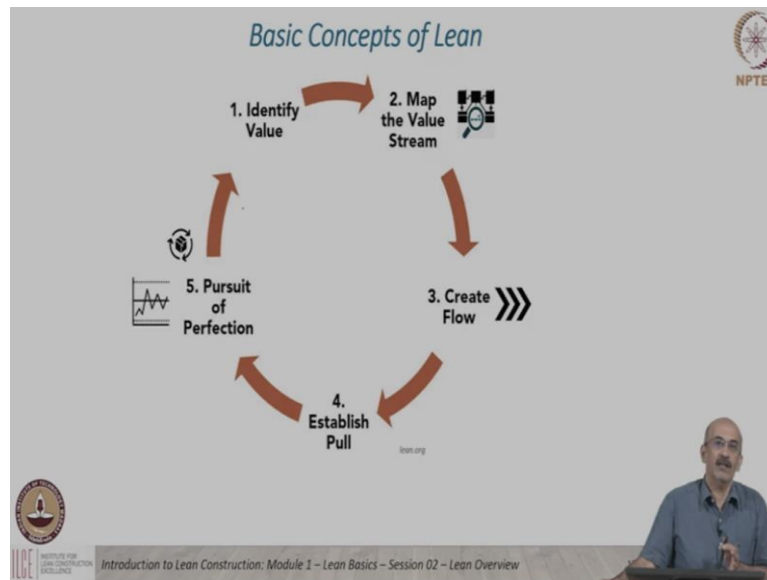 Basic Concepts of Lean
NPTE
1. Identify
Value
2. Map
the Value
Stream
3. Create
Flow
4.
Establish
Pull
5. Pursuit
of
Perfection
lean.org
ILCE
INSTITUTE FOR
LEAN CONSTRUCTION
EXCELLENCE
Introduction to Lean Construction: Module 1 – Lean Basics – Session 02 – Lean Overview